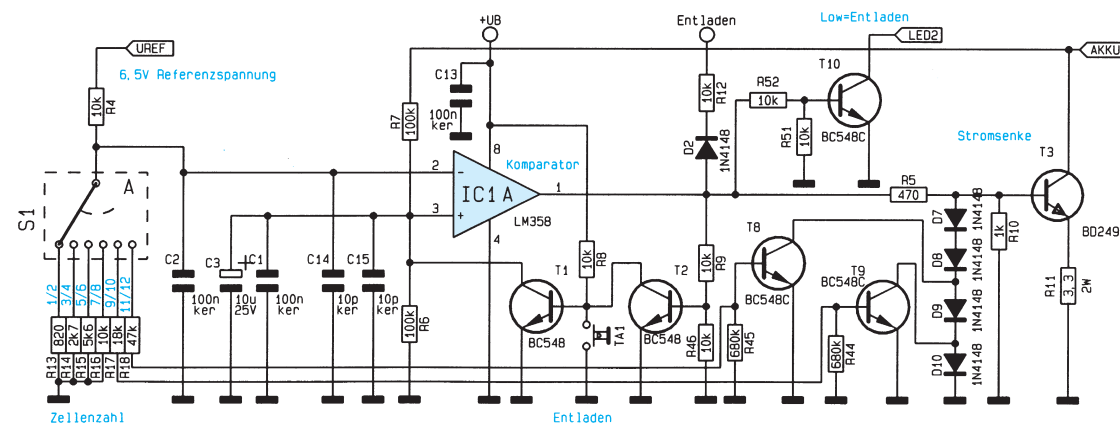 +UB
Entladen
Low=Entladen
LED2
UREF
AKKU
6,5V Referenzspannung
R4
10k
C13
100n
ker
R7
100k
R12
10k
D2
1N4148
R52
10k
R51
10k
T10
BC548C
Stromsenke
T3
BD249
S1
A
2
3
8
4
1
IC1A
Komparator
LM358
R5
470
D7
1N4148
D8
1N4148
D9
1N4148
D10
1N4148
R10
1k
R11
3.3
2W
C2
100n
ker
C3
+
10u
25V
C1
100n
ker
C14
10p
ker
C15
10p
ker
R6
100k
T1
BC548
R8
10k
TA1
T2
BC548
R9
10k
R46
10k
T8
BC548C
R45
680k
T9
BC548C
R44
680k
1/2
3/4
5/6
7/8
9/10
11/12
820
2k7
5k6
10k
18k
47k
R13
R14
R15
R16
R17
R18
Zellenzahl
Entladen